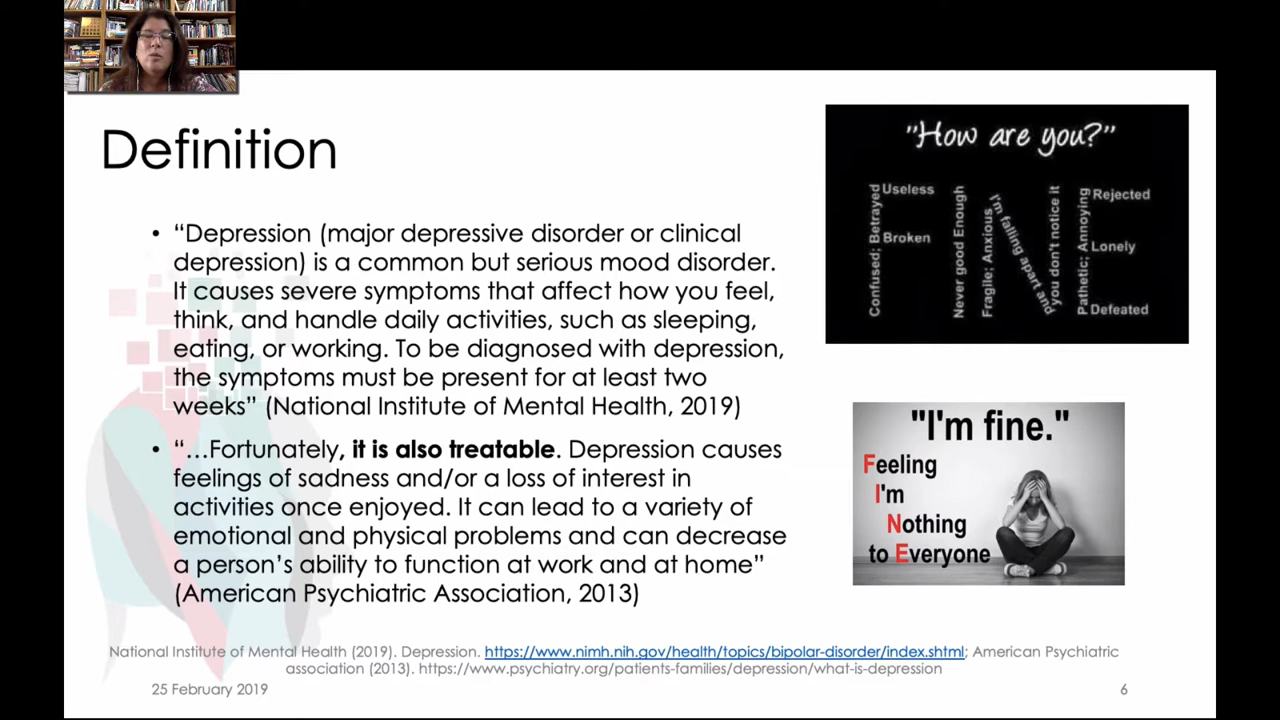 Definition
• “Depression (major depressive disorder or clinical
depression) is a common but serious mood disorder.
It causes severe symptoms that affect how you feel,
think, and handle daily activities, such as sleeping,
eating, or working. To be diagnosed with depression,
the symptoms must be present for at least two
weeks” (National Institute of Mental Health, 2019)
• “…Fortunately, it is also treatable. Depression causes
feelings of sadness and/or a loss of interest in
activities once enjoyed. It can lead to a variety of
emotional and physical problems and can decrease
a person’s ability to function at work and at home”
(American Psychiatric Association, 2013)
"How are you?"
Confused; Betrayed
Useless
Broken
Never good Enough
Fragile; Anxious
I'm falling apart and
you don't notice it
Pathetic; Annoying
Rejected
Lonely
Defeated
"I'm fine."
Feeling
I'm
Nothing
to Everyone
National Institute of Mental Health (2019). Depression. https://www.nimh.nih.gov/health/topics/bipolar-disorder/index.shtml; American Psychiatric
association (2013). https://www.psychiatry.org/patients-families/depression/what-is-depression
25 February 2019
6